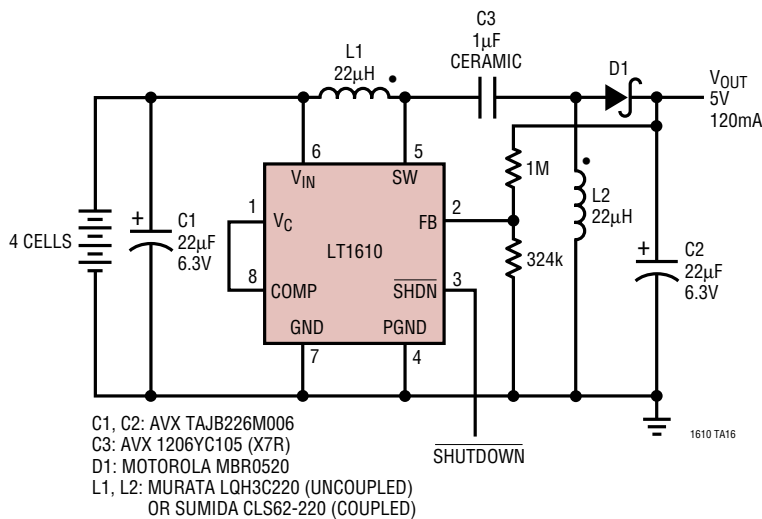 C3
1µF
CERAMIC
L1
22µH
D1
VOUT
5V
120mA
6
5
VIN
SW
1M
L2
22µH
1
VC
FB
2
+
C1
22µF
6.3V
4 CELLS
LT1610
324k
+
C2
22µF
6.3V
8
COMP
SHDN
3
GND
PGND
7
4
1610 TA16
SHUTDOWN
C1, C2: AVX TAJB226M006
C3: AVX 1206YC105 (X7R)
D1: MOTOROLA MBR0520
L1, L2: MURATA LQH3C220 (UNCOUPLED)
OR SUMIDA CLS62-220 (COUPLED)